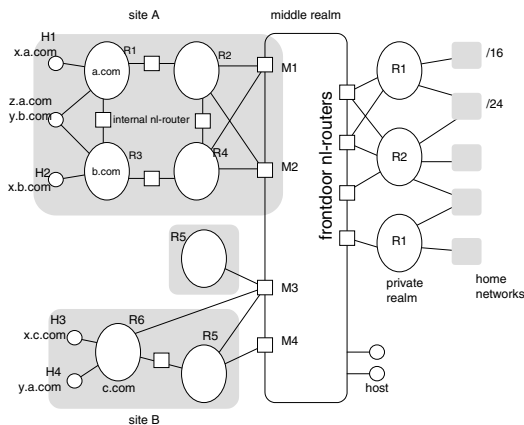 site A
middle realm
H1
x.a.com
R1
R2
a.com
M1
R1
/16
z.a.com
y.b.com
internal nl-router
/24
H2
x.b.com
b.com
R3
R4
M2
frontdoor nl-routers
R2
R5
R1
private
realm
home
networks
M3
H3
x.c.com
R6
R5
M4
H4
y.a.com
c.com
host
site B